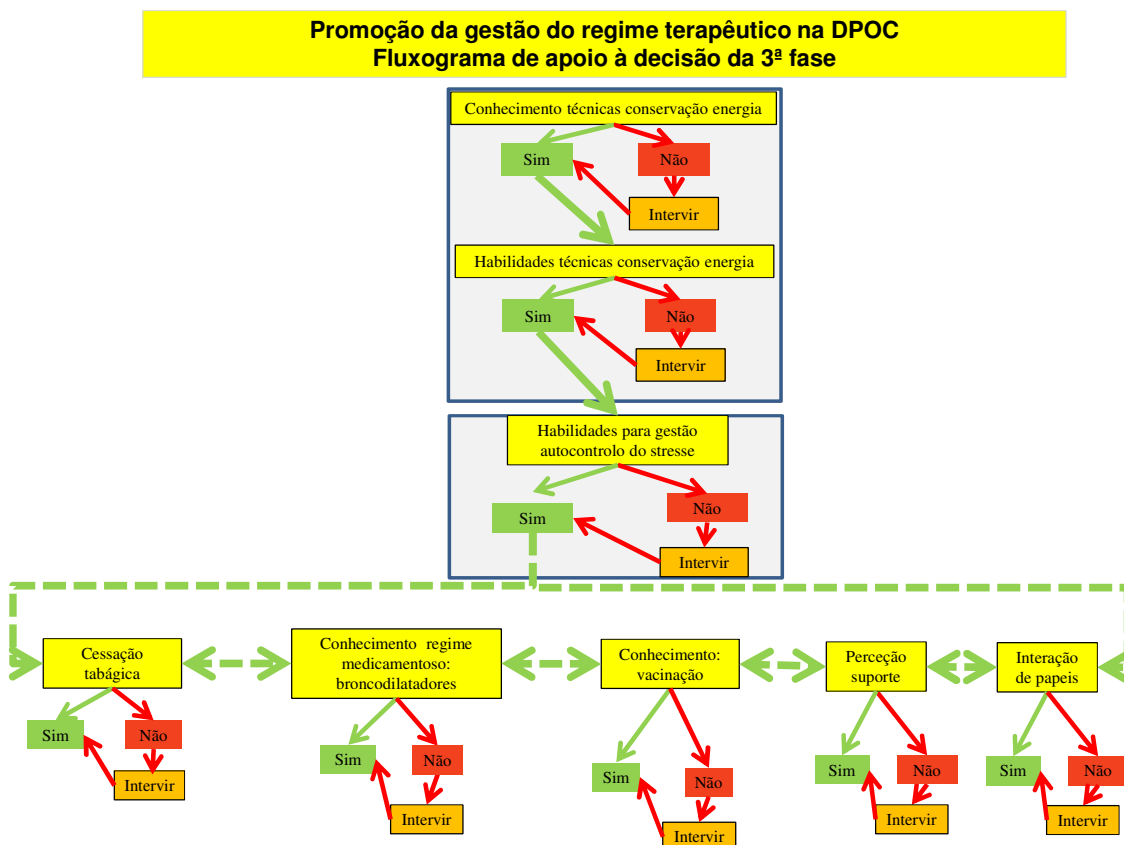 Promoção da gestão do regime terapêutico na DPOC
Fluxograma de apoio à decisão da 3ª fase
Conhecimento técnicas conservação energia
Sim
Não
Intervir
Habilidades técnicas conservação energia
Sim
Não
Intervir
Habilidades para gestão
autocontrolo do stresse
Sim
Não
Intervir
Cessação
tabágica
Sim
Não
Intervir
Conhecimento regime
medicamentoso:
broncodilatadores
Sim
Não
Intervir
Conhecimento:
vacinação
Sim
Não
Intervir
Perceção
suporte
Sim
Não
Intervir
Interação
de papeis
Sim
Não
Intervir